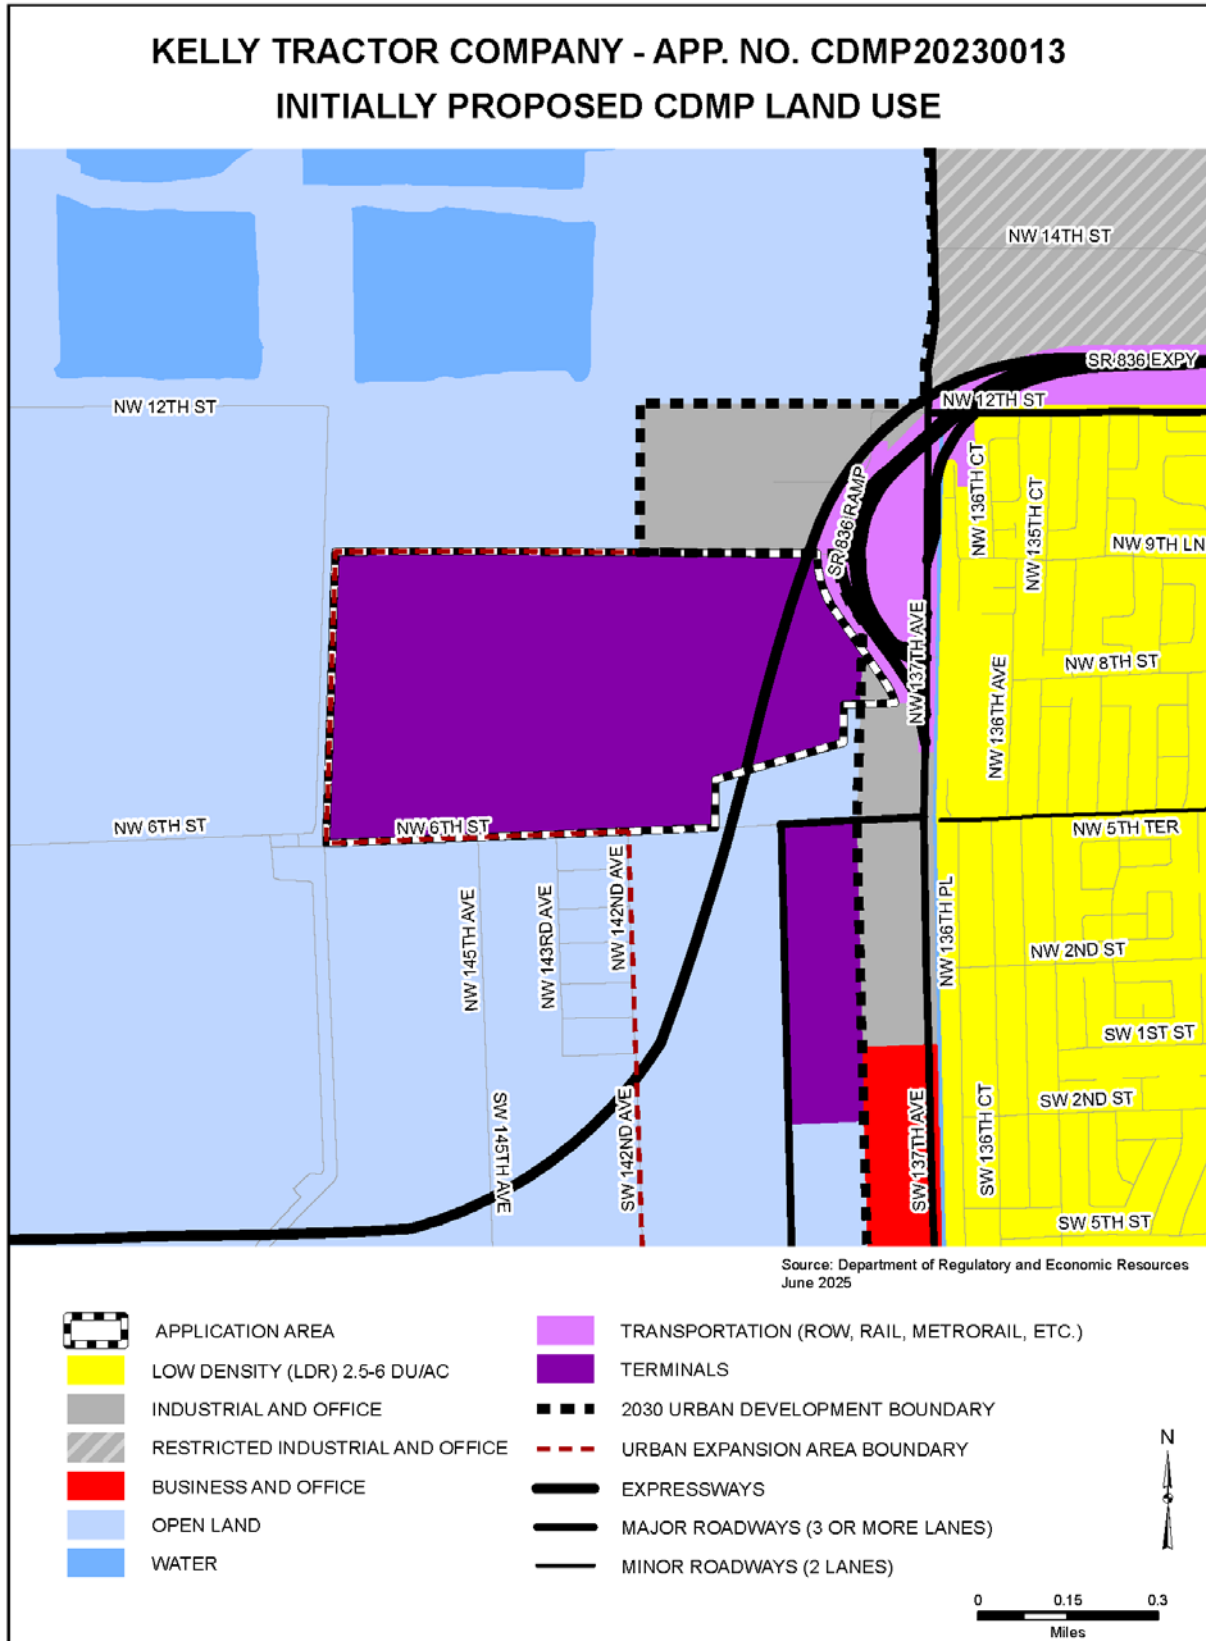 KELLY TRACTOR COMPANY - APP. NO. CDMP20230013
INITIALLY PROPOSED CDMP LAND USE
NW 14TH ST
SR 836 EXPY
NW 12TH ST
NW 12TH ST
NW 136TH CT
NW 135TH CT
SR 836 RAMP
NW 9TH LN
NW 137TH AVE
NW 8TH ST
NW 136TH AVE
NW 6TH ST
NW 6TH ST
NW 5TH TER
NW 145TH AVE
NW 143RD AVE
NW 142ND AVE
NW 136TH PL
NW 2ND ST
SW 1ST ST
SW 145TH AVE
SW 142ND AVE
SW 137TH AVE
SW 136TH CT
SW 2ND ST
SW 5TH ST
Source: Department of Regulatory and Economic Resources
June 2025
APPLICATION AREA
LOW DENSITY (LDR) 2.5-6 DU/AC
INDUSTRIAL AND OFFICE
RESTRICTED INDUSTRIAL AND OFFICE
BUSINESS AND OFFICE
OPEN LAND
WATER
TRANSPORTATION (ROW, RAIL, METRORAIL, ETC.)
TERMINALS
2030 URBAN DEVELOPMENT BOUNDARY
URBAN EXPANSION AREA BOUNDARY
EXPRESSWAYS
MAJOR ROADWAYS (3 OR MORE LANES)
MINOR ROADWAYS (2 LANES)
N
0 0.15 0.3
Miles